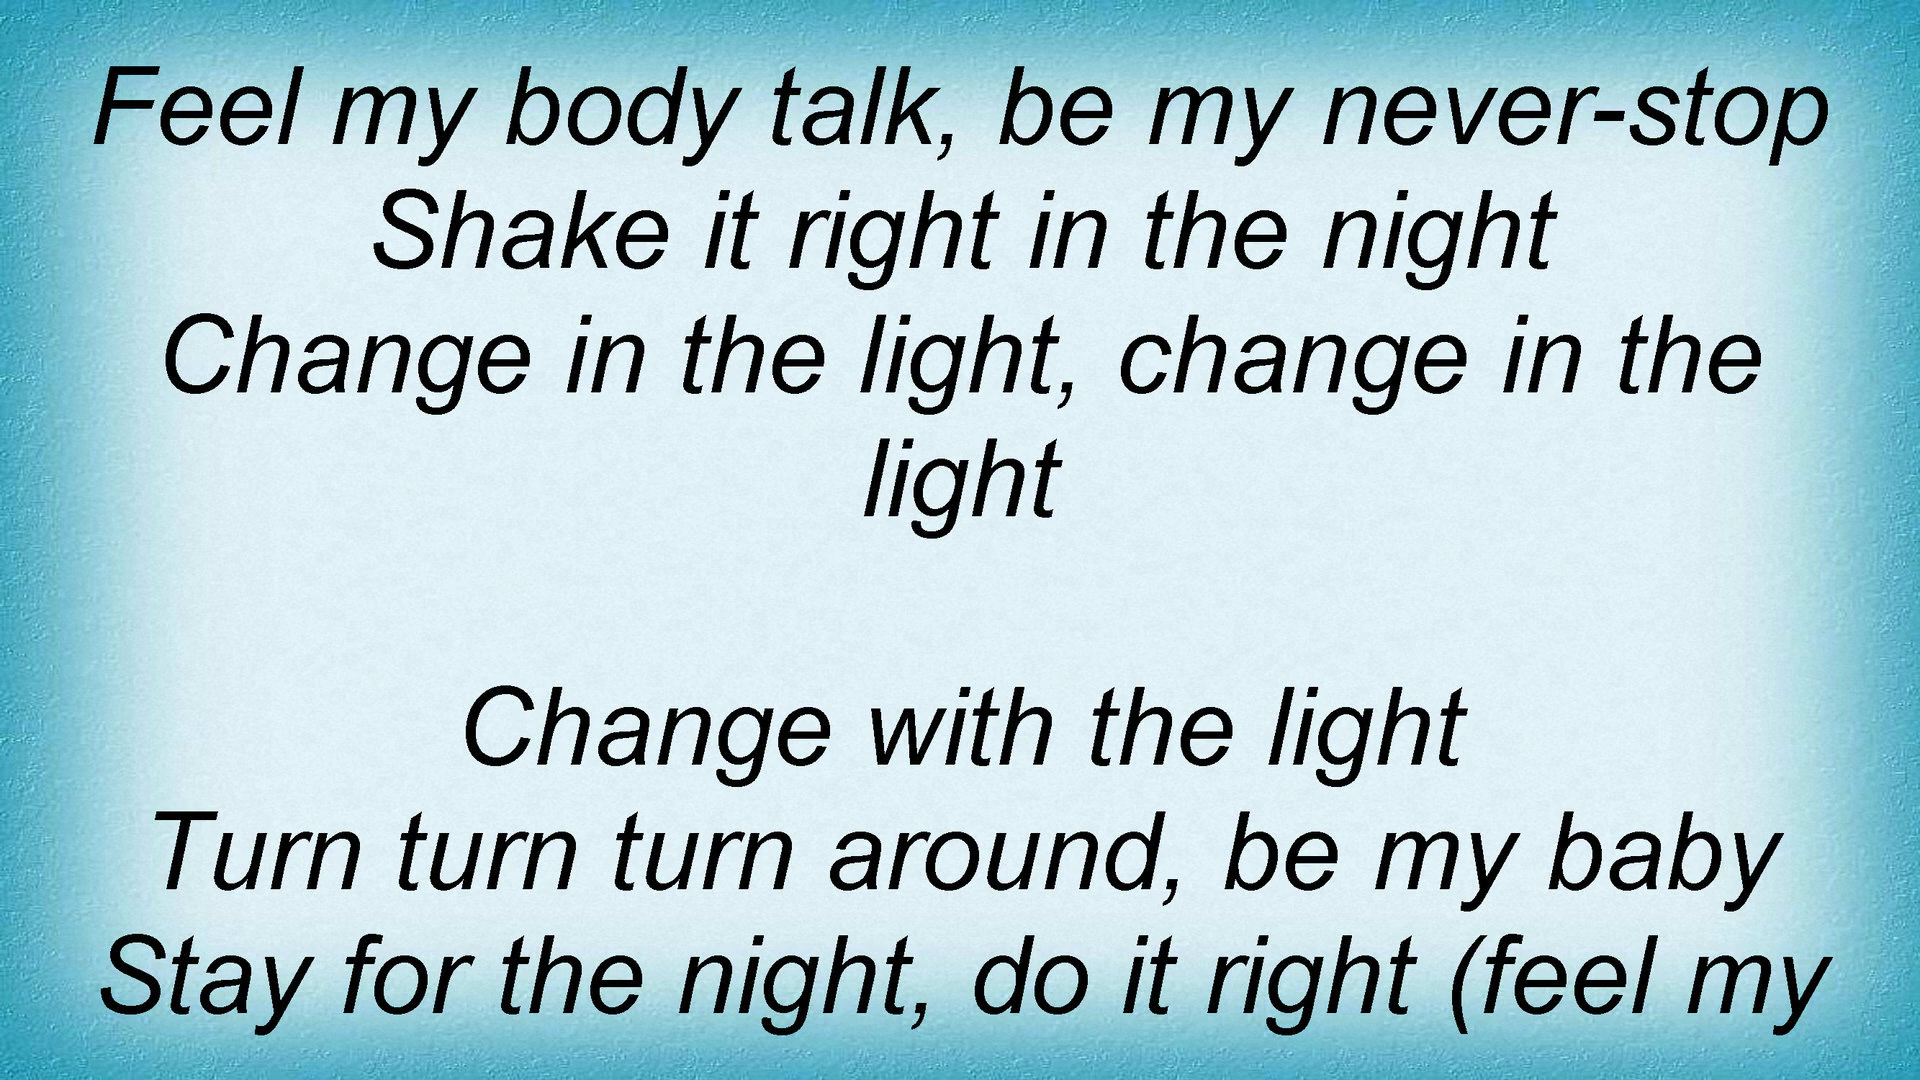 Feel my body talk, be my never-stop
Shake it right in the night
Change in the light, change in the
light
Change with the light
Turn turn turn around, be my baby
Stay for the night, do it right (feel my